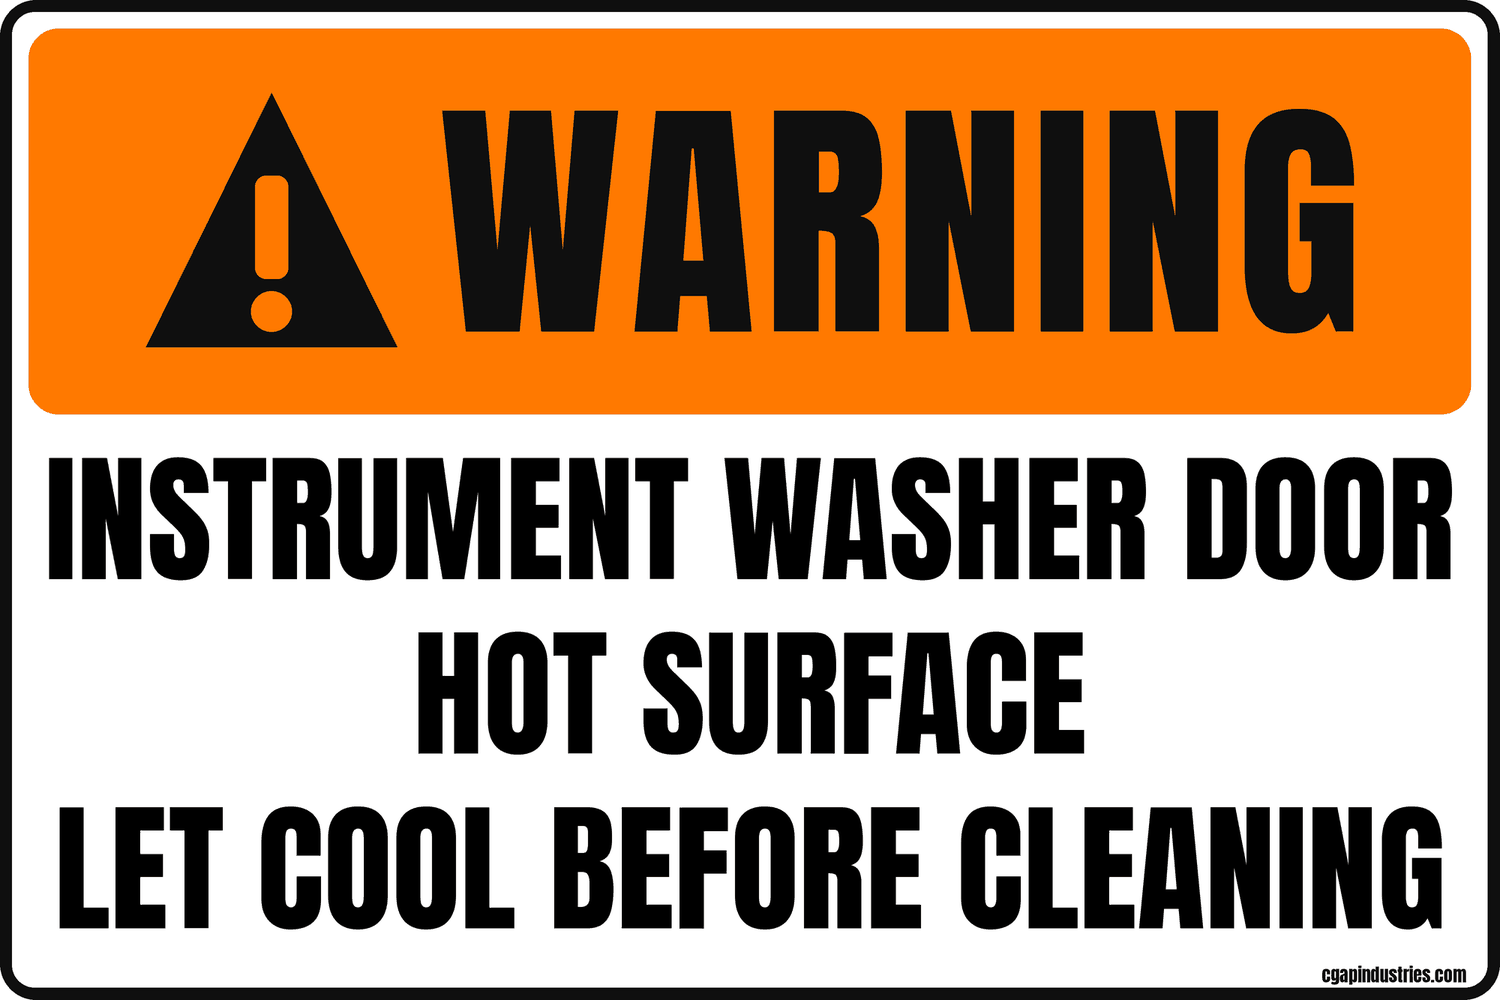 WARNING
INSTRUMENT WASHER DOOR
HOT SURFACE
LET COOL BEFORE CLEANING
cgapindustries.com